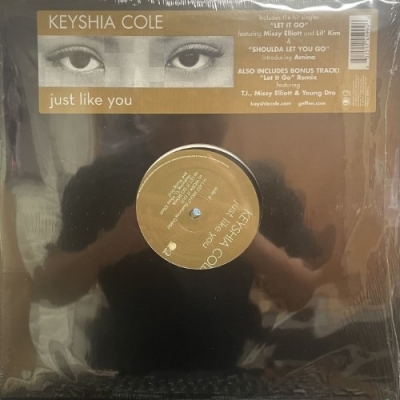 KEYSHIA COLE
just like you
Includes the hit singles
"LET IT GO"
featuring Missy Elliott and Lil' Kim
&
"SHOULDA LET YOU GO"
introducing Amina
ALSO INCLUDES BONUS TRACK!
"Let It Go" Remix
featuring
T.I., Missy Elliott & Young Dro
keyshiacole.com geffen.com
KEYSHIA COLE
just like you